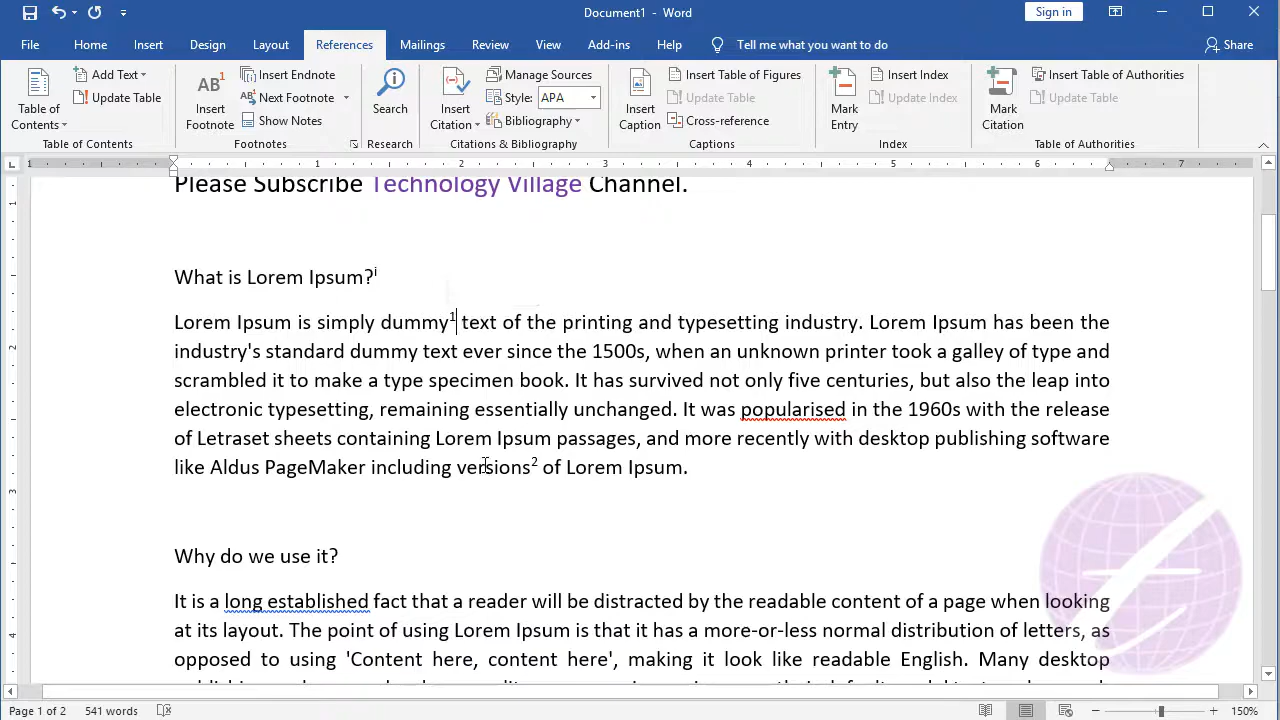 Document1 - Word
Sign in
File Home Insert Design Layout References Mailings Review View Add-ins Help Tell me what you want to do Share
Table of Contents
Add Text
Update Table
Table of Contents
AB1 Insert Footnote
Insert Endnote
Next Footnote
Show Notes
Footnotes
Search
Research
Insert Citation
Manage Sources
Style: APA
Bibliography
Citations & Bibliography
Insert Caption
Insert Table of Figures
Update Table
Cross-reference
Captions
Mark Entry
Insert Index
Update Index
Index
Mark Citation
Insert Table of Authorities
Update Table
Table of Authorities
1 1 2 3 4 5 6 7
Please Subscribe Technology Village Channel.
What is Lorem Ipsum?i
Lorem Ipsum is simply dummy1 text of the printing and typesetting industry. Lorem Ipsum has been the
industry's standard dummy text ever since the 1500s, when an unknown printer took a galley of type and
scrambled it to make a type specimen book. It has survived not only five centuries, but also the leap into
electronic typesetting, remaining essentially unchanged. It was popularised in the 1960s with the release
of Letraset sheets containing Lorem Ipsum passages, and more recently with desktop publishing software
like Aldus PageMaker including versions2 of Lorem Ipsum.
Why do we use it?
It is a long established fact that a reader will be distracted by the readable content of a page when looking
at its layout. The point of using Lorem Ipsum is that it has a more-or-less normal distribution of letters, as
opposed to using 'Content here, content here', making it look like readable English. Many desktop
Page 1 of 2 541 words 150%